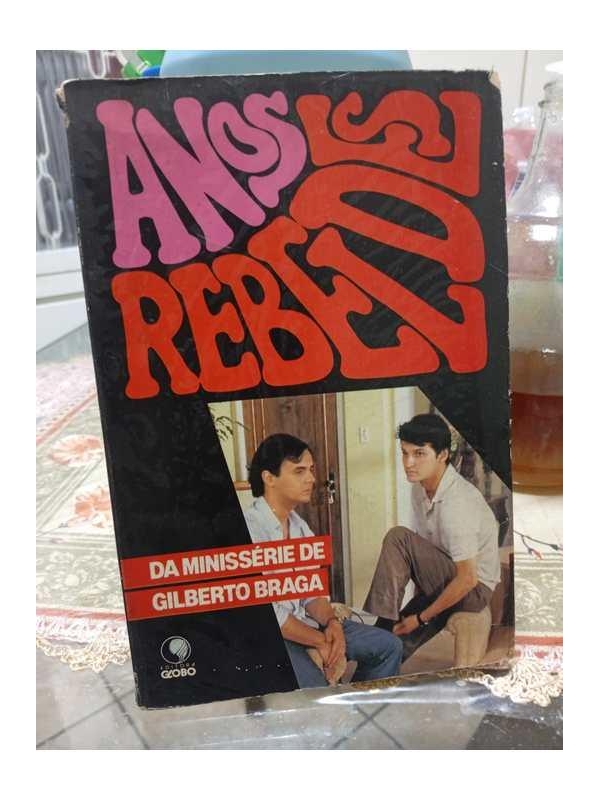 ANOS
REBELDES
DA MINISSÉRIE DE
GILBERTO BRAGA
EDITORA
GLOBO